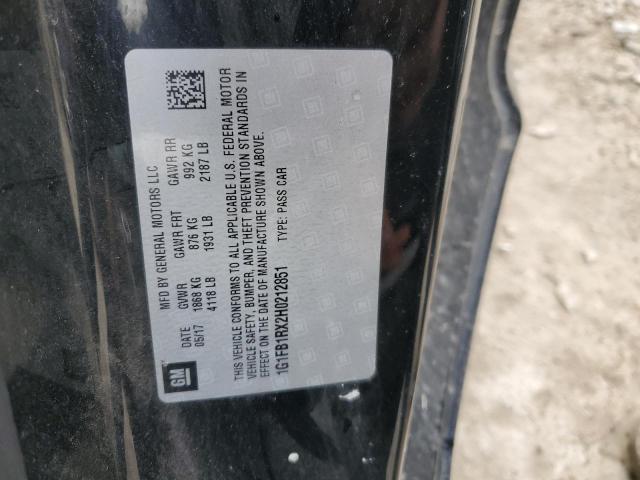 MFD BY GENERAL MOTORS LLC
DATE GVWR GAWR FRT GAWR RR
05/17 1868 KG 876 KG 992 KG
4118 LB 1931 LB 2187 LB
GM
THIS VEHICLE CONFORMS TO ALL APPLICABLE U.S. FEDERAL MOTOR
VEHICLE SAFETY, BUMPER, AND THEFT PREVENTION STANDARDS IN
EFFECT ON THE DATE OF MANUFACTURE SHOWN ABOVE.
1G1FB1RX2H0212851 TYPE: PASS CAR